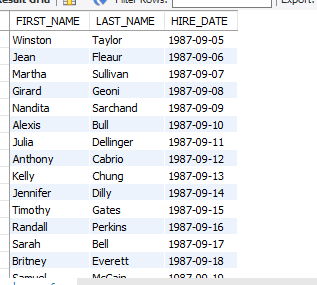 Result Grid Filter Rows: Export:
FIRST_NAME LAST_NAME HIRE_DATE
Winston Taylor 1987-09-05
Jean Fleaur 1987-09-06
Martha Sullivan 1987-09-07
Girard Geoni 1987-09-08
Nandita Sarchand 1987-09-09
Alexis Bull 1987-09-10
Julia Dellinger 1987-09-11
Anthony Cabrio 1987-09-12
Kelly Chung 1987-09-13
Jennifer Dilly 1987-09-14
Timothy Gates 1987-09-15
Randall Perkins 1987-09-16
Sarah Bell 1987-09-17
Britney Everett 1987-09-18
Samuel McCain 1987-09-19